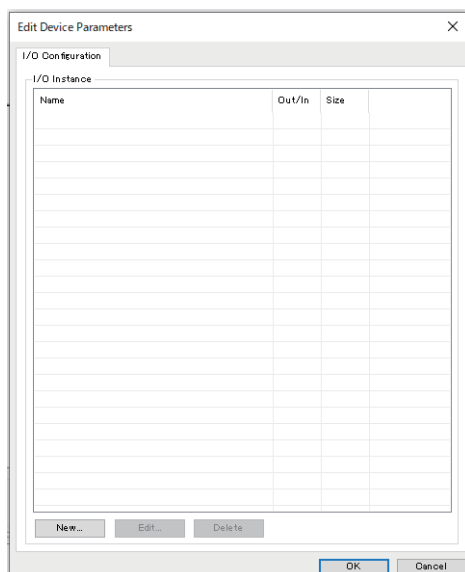 Edit Device Parameters
I/O Configuration
I/O Instance
Name Out/In Size
New... Edit... Delete
OK Cancel